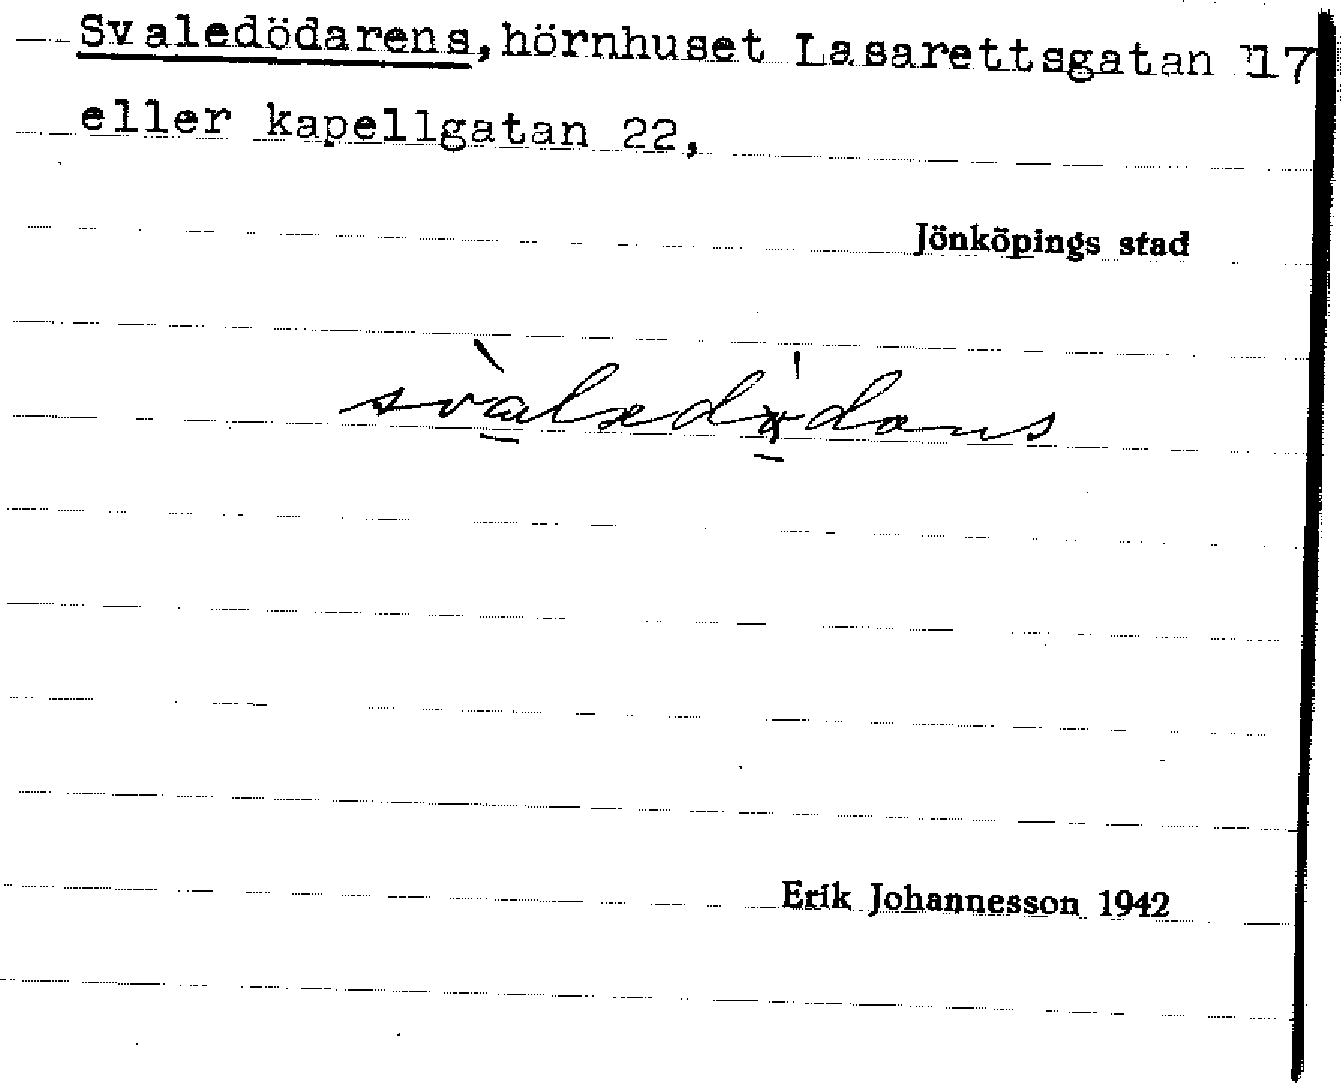 Svaledödarens, hörnhuset Lasarettsgatan 17
eller kapellgatan 22,
Jönköpings stad
Erik Johannesson 1942